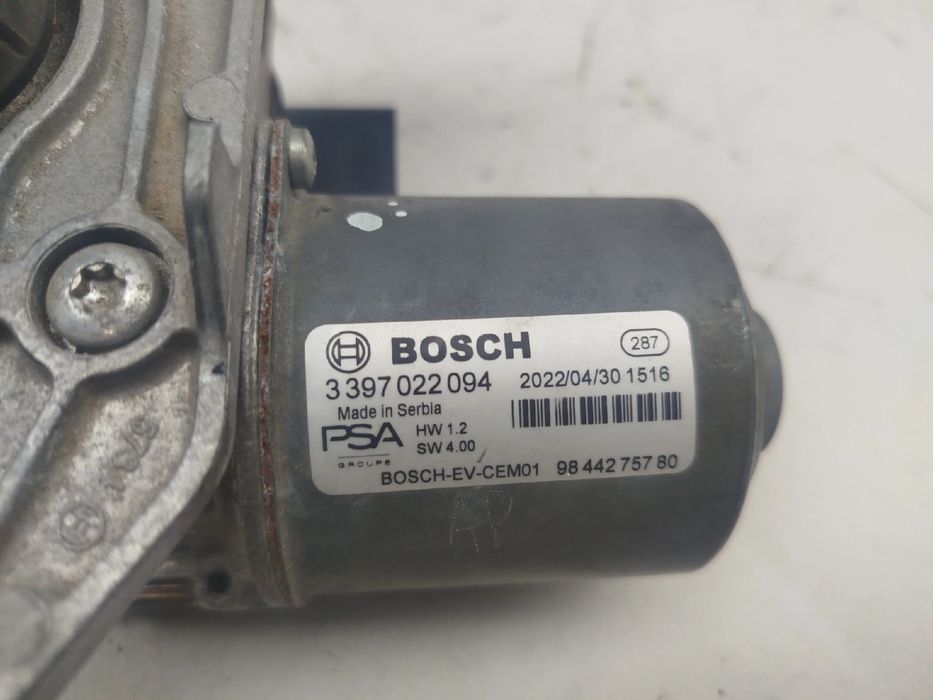 BOSCH
287
3 397 022 094
2022/04/30 1516
Made in Serbia
PSA
GROUPE
HW 1.2
SW 4.00
BOSCH-EV-CEM01
98 442 757 80
AP